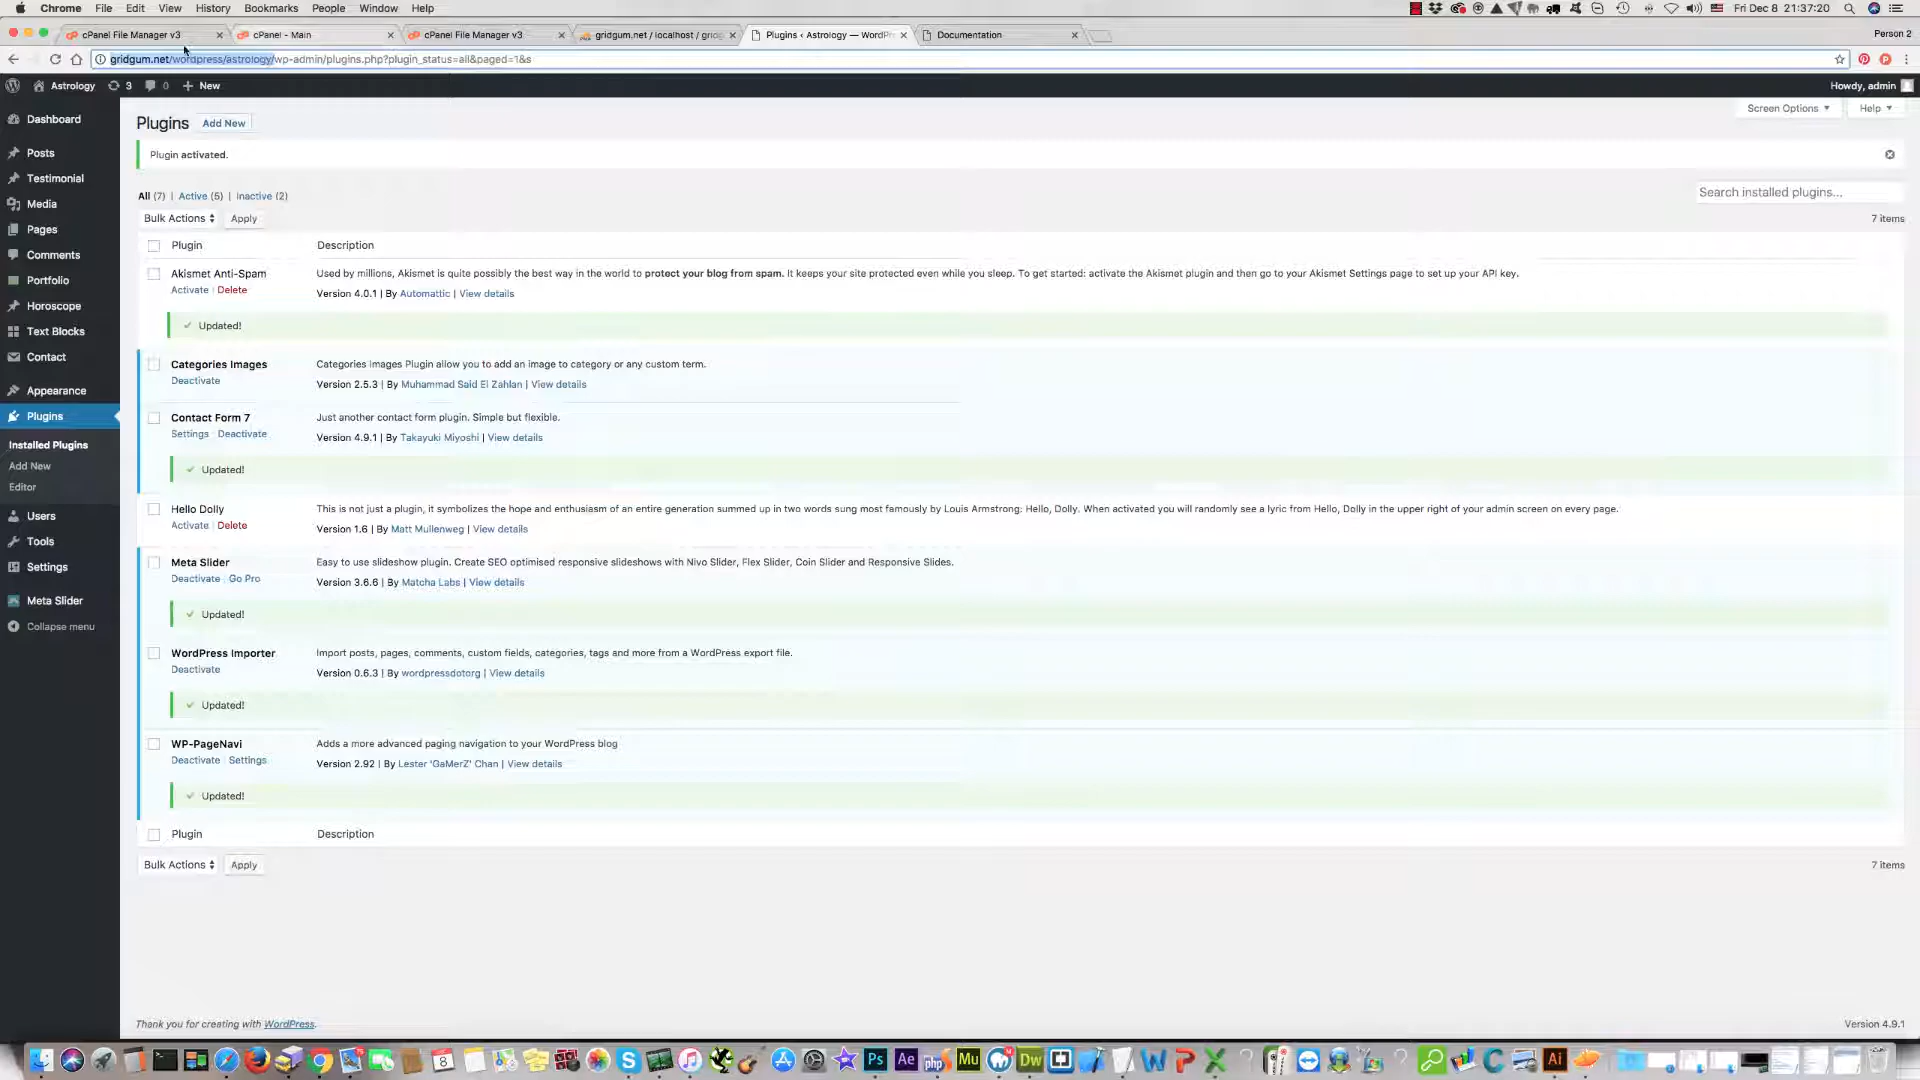 Chrome File Edit View History Bookmarks People Window Help Fri Dec 8 21:37:20
cPanel File Manager v3 cPanel - Main cPanel File Manager v3 gridgum.net / localhost / grid Plugins ‹ Astrology — WordPr Documentation Person 2
gridgum.net/wordpress/astrology/wp-admin/plugins.php?plugin_status=all&paged=1&s
Astrology 3 0 New Howdy, admin
Screen Options Help
Dashboard
Posts
Testimonial
Media
Pages
Comments
Portfolio
Horoscope
Text Blocks
Contact
Appearance
Plugins
Installed Plugins
Add New
Editor
Users
Tools
Settings
Meta Slider
Collapse menu
Plugins Add New
Plugin activated.
All (7) | Active (5) | Inactive (2)
Search installed plugins...
Bulk Actions Apply
7 items
Plugin Description
Akismet Anti-Spam Used by millions, Akismet is quite possibly the best way in the world to protect your blog from spam. It keeps your site protected even while you sleep. To get started: activate the Akismet plugin and then go to your Akismet Settings page to set up your API key.
Activate | Delete Version 4.0.1 | By Automattic | View details
Updated!
Categories Images Categories Images Plugin allow you to add an image to category or any custom term.
Deactivate Version 2.5.3 | By Muhammad Said El Zahlan | View details
Contact Form 7 Just another contact form plugin. Simple but flexible.
Settings | Deactivate Version 4.9.1 | By Takayuki Miyoshi | View details
Updated!
Hello Dolly This is not just a plugin, it symbolizes the hope and enthusiasm of an entire generation summed up in two words sung most famously by Louis Armstrong: Hello, Dolly. When activated you will randomly see a lyric from Hello, Dolly in the upper right of your admin screen on every page.
Activate | Delete Version 1.6 | By Matt Mullenweg | View details
Meta Slider Easy to use slideshow plugin. Create SEO optimised responsive slideshows with Nivo Slider, Flex Slider, Coin Slider and Responsive Slides.
Deactivate | Go Pro Version 3.6.6 | By Matcha Labs | View details
Updated!
WordPress Importer Import posts, pages, comments, custom fields, categories, tags and more from a WordPress export file.
Deactivate Version 0.6.3 | By wordpressdotorg | View details
Updated!
WP-PageNavi Adds a more advanced paging navigation to your WordPress blog
Deactivate | Settings Version 2.92 | By Lester 'GaMerZ' Chan | View details
Updated!
Plugin Description
Bulk Actions Apply
7 items
Thank you for creating with WordPress.
Version 4.9.1
8 Ps Ae php Mu Dw Ai